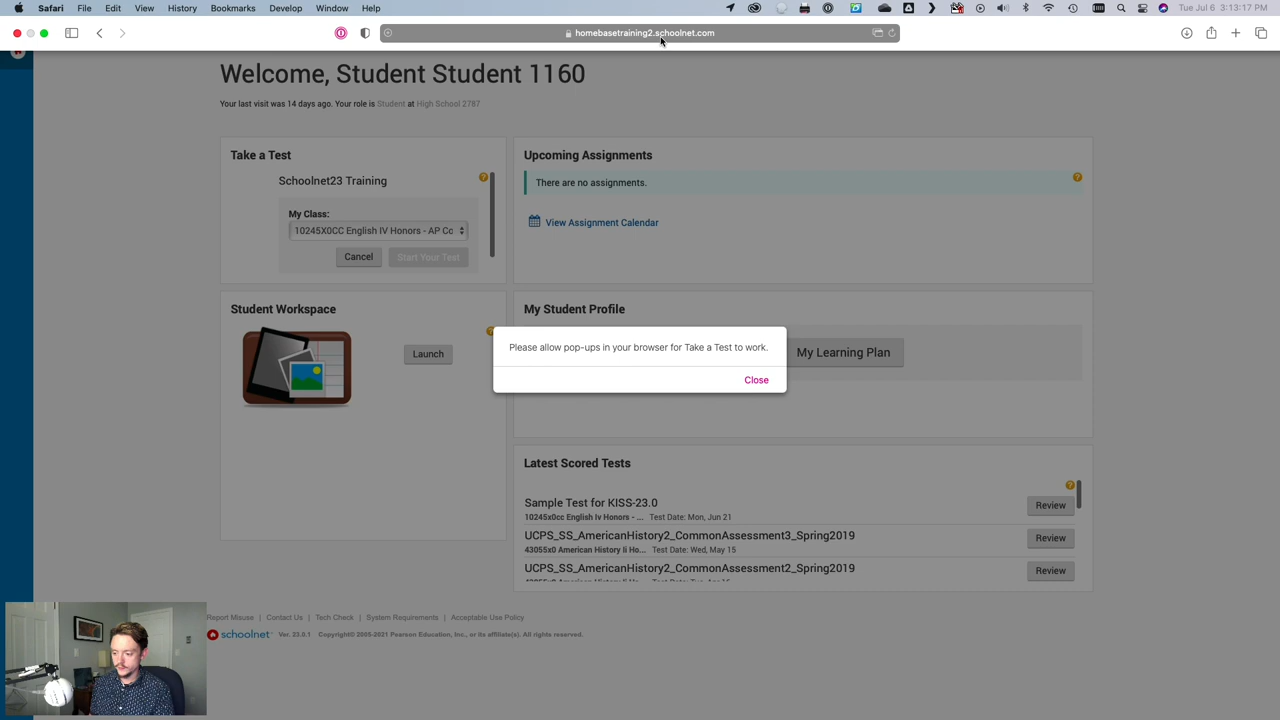 Safari File Edit View History Bookmarks Develop Window Help Tue Jul 6 3:13:17 PM
homebasetraining2.schoolnet.com
Welcome, Student Student 1160
Your last visit was 14 days ago. Your role is Student at High School 2787
Take a Test
Schoolnet23 Training
My Class:
10245X0CC English IV Honors - AP Cc
Cancel Start Your Test
Upcoming Assignments
There are no assignments.
View Assignment Calendar
Student Workspace
Launch
My Student Profile
My Learning Plan
Please allow pop-ups in your browser for Take a Test to work.
Close
Latest Scored Tests
Sample Test for KISS-23.0
10245x0cc English Iv Honors - ... Test Date: Mon, Jun 21
Review
UCPS_SS_AmericanHistory2_CommonAssessment3_Spring2019
43055x0 American History Ii Ho... Test Date: Wed, May 15
Review
UCPS_SS_AmericanHistory2_CommonAssessment2_Spring2019
Review
Report Misuse | Contact Us | Tech Check | System Requirements | Acceptable Use Policy
schoolnet Ver. 23.0.1 Copyright© 2005-2021 Pearson Education, Inc., or its affiliate(s). All rights reserved.